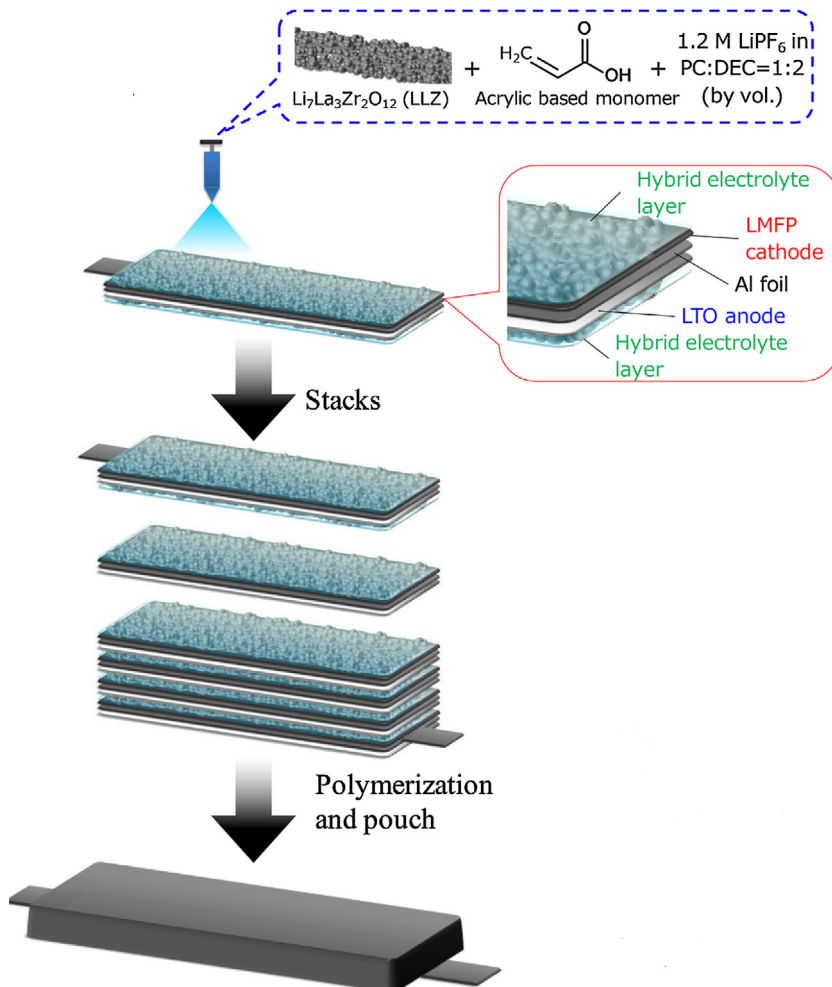 O
H₂C
OH
+
+
1.2 M LiPF₆ in
PC:DEC=1:2
(by vol.)
Li₇La₃Zr₂O₁₂ (LLZ)
Acrylic based monomer
Hybrid electrolyte
layer
LMFP
cathode
Al foil
LTO anode
Hybrid electrolyte
layer
Stacks
Polymerization
and pouch